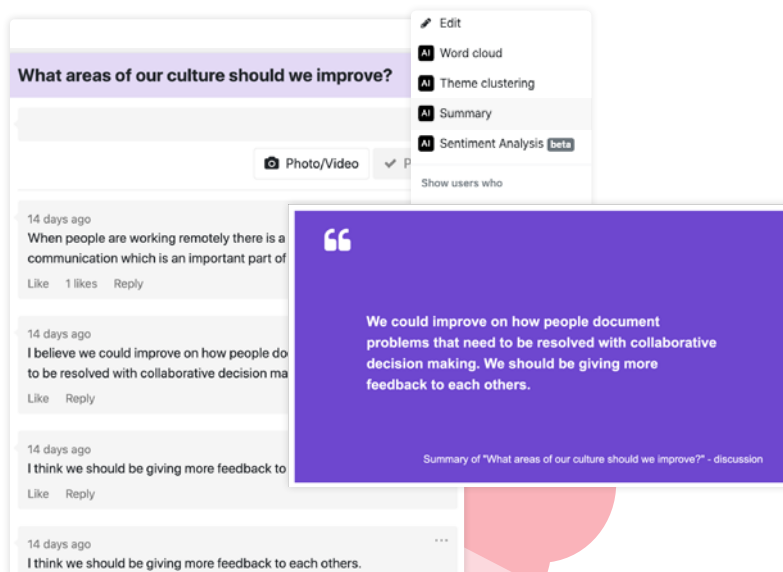 What areas of our culture should we improve?
Photo/Video
P
14 days ago
When people are working remotely there is a
communication which is an important part of
Like 1 likes Reply
14 days ago
I believe we could improve on how people do
to be resolved with collaborative decision ma
Like Reply
14 days ago
I think we should be giving more feedback to
Like Reply
14 days ago
I think we should be giving more feedback to each others.
Edit
AI Word cloud
AI Theme clustering
AI Summary
AI Sentiment Analysis beta
Show users who
We could improve on how people document
problems that need to be resolved with collaborative
decision making. We should be giving more
feedback to each others.
Summary of "What areas of our culture should we improve?" - discussion